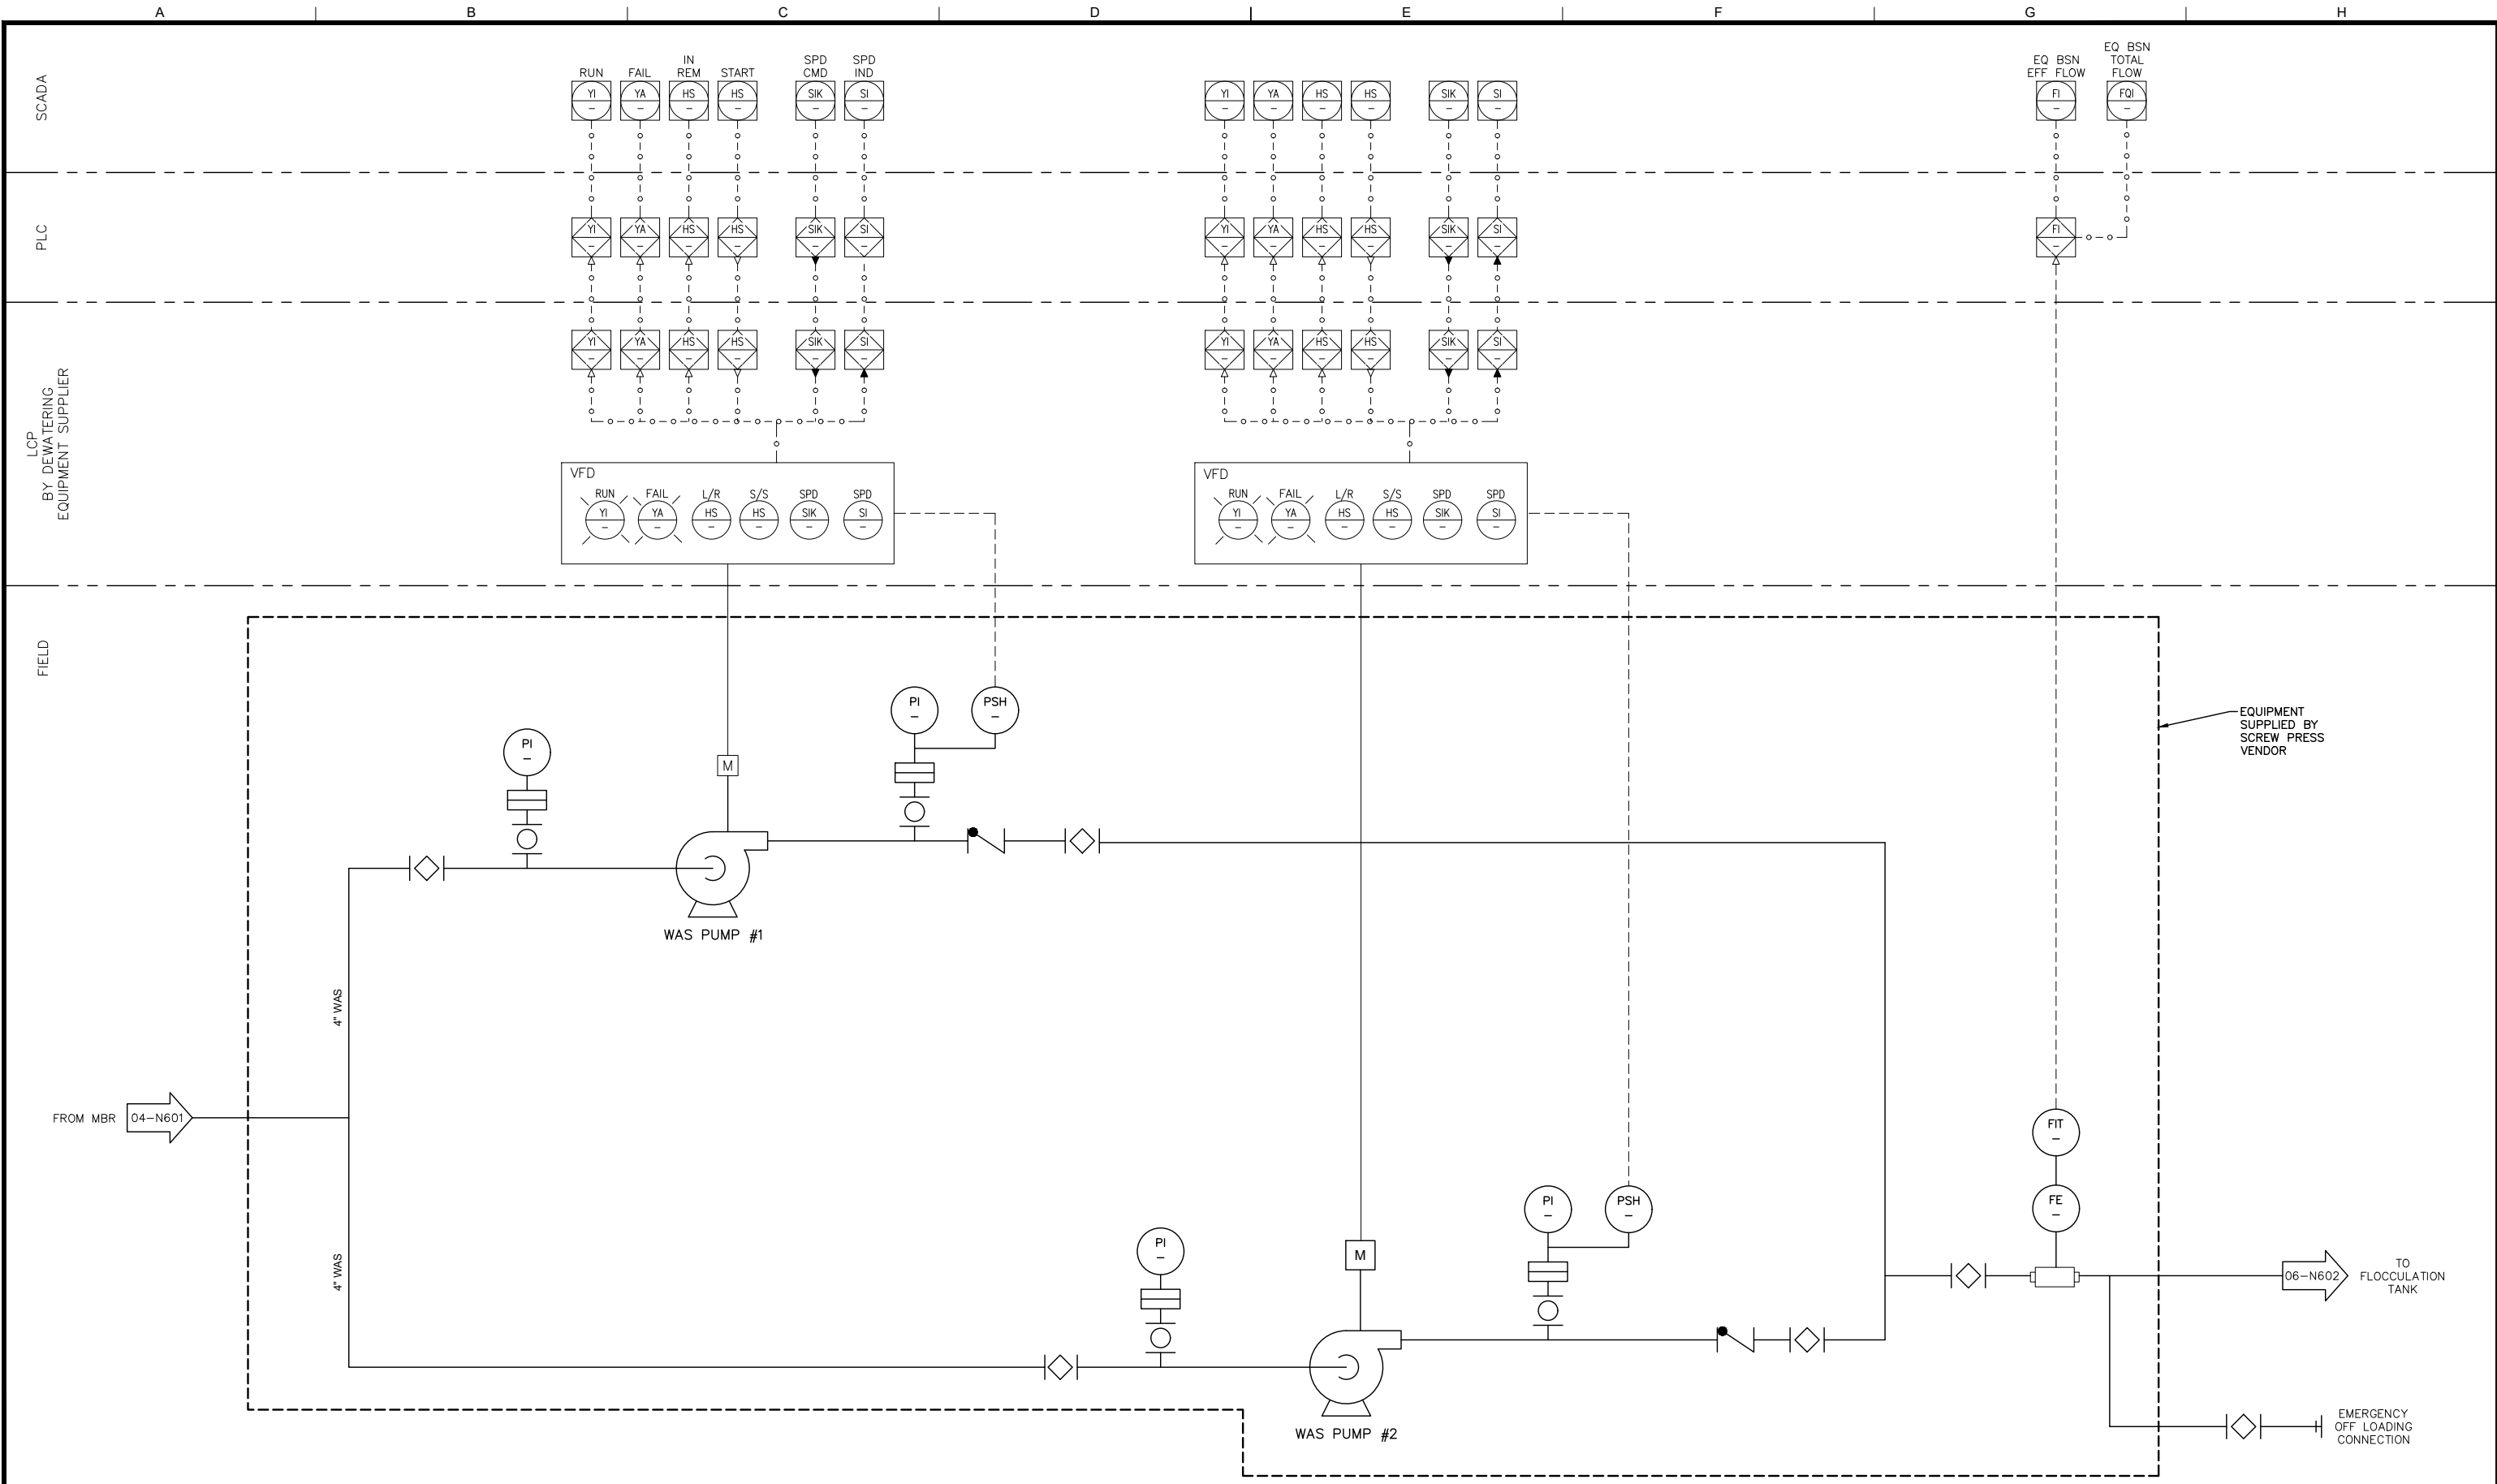 A B C D E F G H
SCADA
RUN FAIL IN REM START SPD CMD SPD IND
EQ BSN EFF FLOW
EQ BSN TOTAL FLOW
YI YA HS HS SIK SI
– – – – – –
YI YA HS HS SIK SI
– – – – – –
FI FQI
– –
PLC
YI YA HS HS SIK SI
– – – – – –
YI YA HS HS SIK SI
– – – – – –
FI
–
LCP
BY DEWATERING
EQUIPMENT SUPPLIER
YI YA HS HS SIK SI
– – – – – –
YI YA HS HS SIK SI
– – – – – –
VFD
RUN FAIL L/R S/S SPD SPD
YI YA HS HS SIK SI
– – – – – –
VFD
RUN FAIL L/R S/S SPD SPD
YI YA HS HS SIK SI
– – – – – –
FIELD
PI
–
PI
–
PSH
–
M
EQUIPMENT
SUPPLIED BY
SCREW PRESS
VENDOR
WAS PUMP #1
4" WAS
FROM MBR
04-N601
4" WAS
PI
–
M
PI
–
PSH
–
FIT
–
FE
–
06-N602
TO
FLOCCULATION
TANK
WAS PUMP #2
EMERGENCY
OFF LOADING
CONNECTION